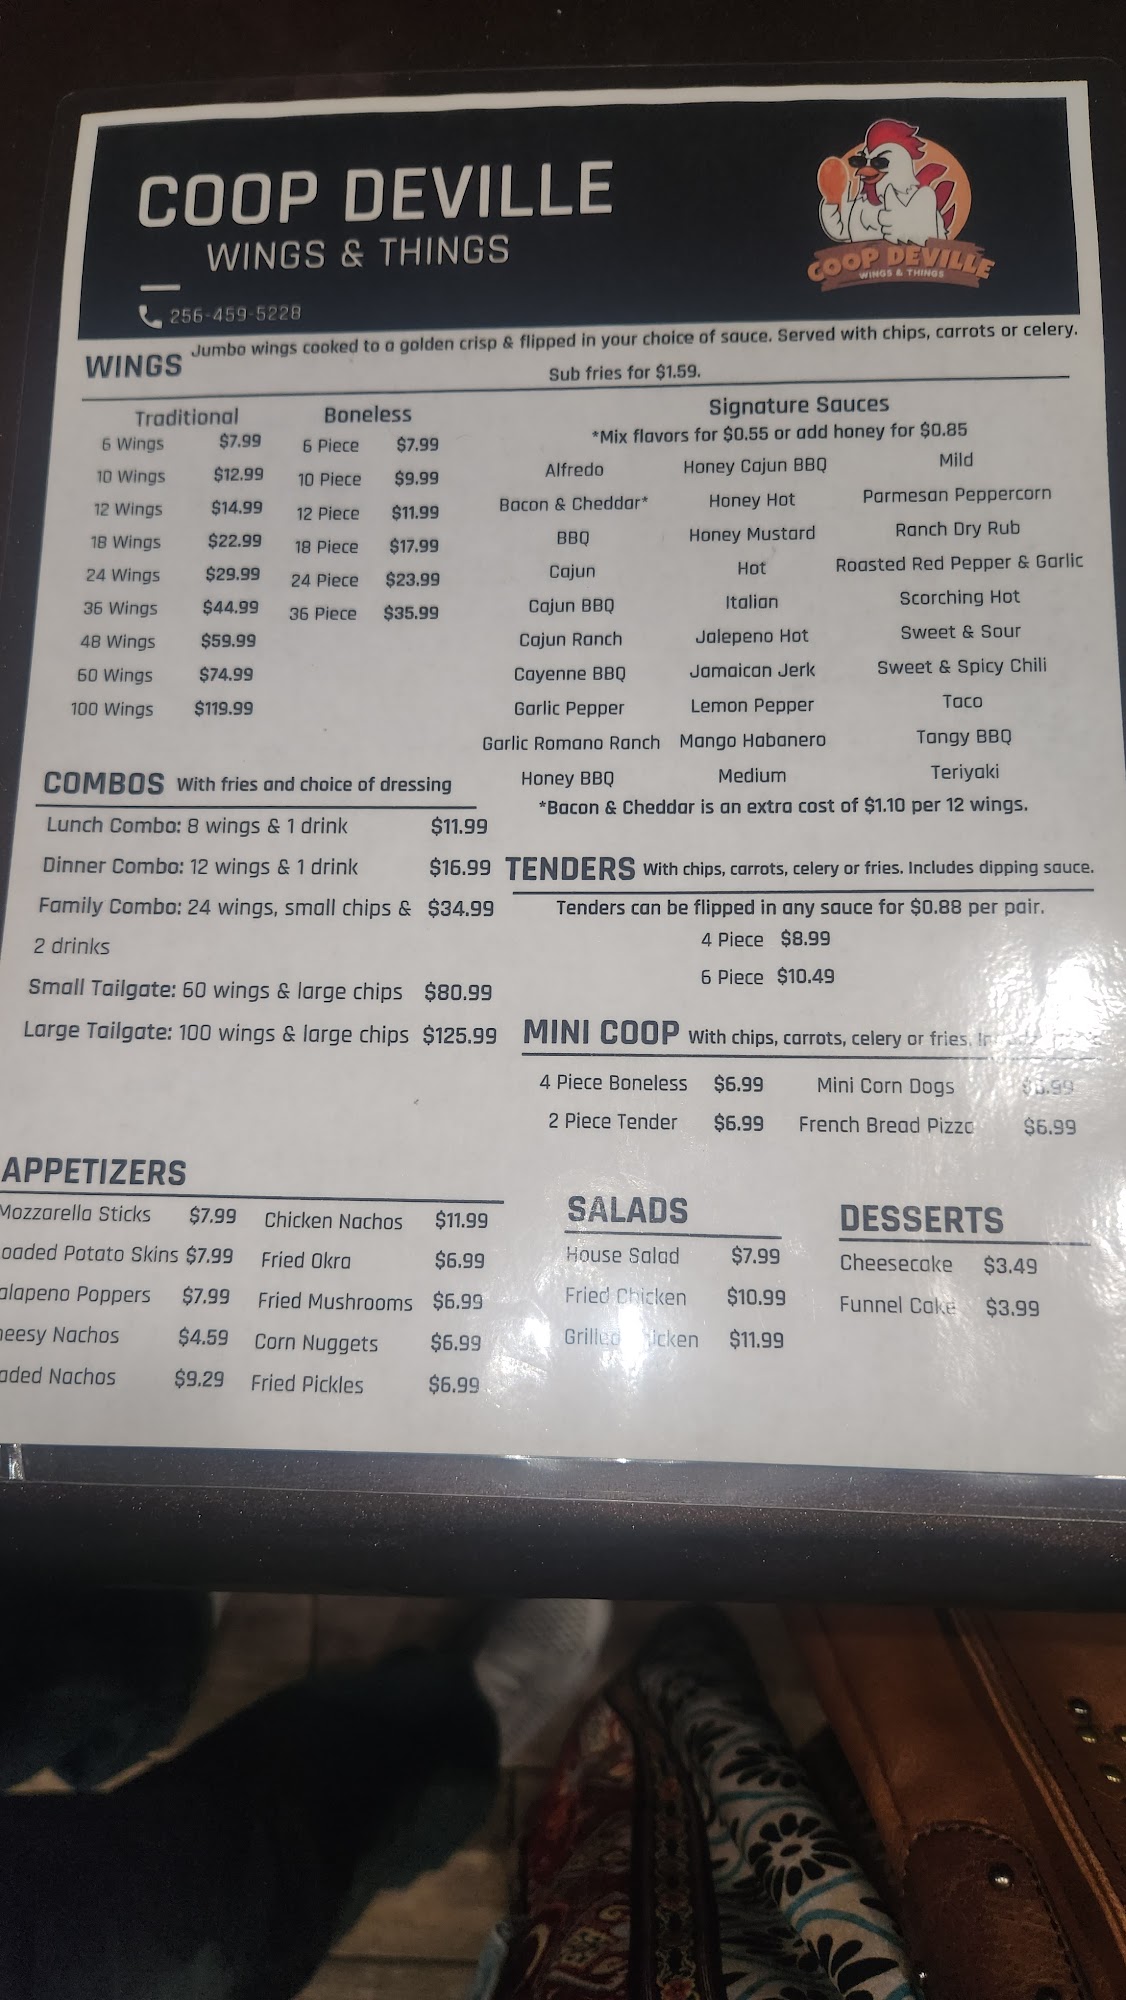 COOP DEVILLE
WINGS & THINGS
256-459-5228
COOP DEVILLE
WINGS & THINGS
WINGS Jumbo wings cooked to a golden crisp & flipped in your choice of sauce. Served with chips, carrots or celery.
Sub fries for $1.59.
Traditional
6 Wings $7.99
10 Wings $12.99
12 Wings $14.99
18 Wings $22.99
24 Wings $29.99
36 Wings $44.99
48 Wings $59.99
60 Wings $74.99
100 Wings $119.99
Boneless
6 Piece $7.99
10 Piece $9.99
12 Piece $11.99
18 Piece $17.99
24 Piece $23.99
36 Piece $35.99
Signature Sauces
*Mix flavors for $0.55 or add honey for $0.85
Alfredo
Bacon & Cheddar*
BBQ
Cajun
Cajun BBQ
Cajun Ranch
Cayenne BBQ
Garlic Pepper
Garlic Romano Ranch
Honey BBQ
Honey Cajun BBQ
Honey Hot
Honey Mustard
Hot
Italian
Jalepeno Hot
Jamaican Jerk
Lemon Pepper
Mango Habanero
Medium
Mild
Parmesan Peppercorn
Ranch Dry Rub
Roasted Red Pepper & Garlic
Scorching Hot
Sweet & Sour
Sweet & Spicy Chili
Taco
Tangy BBQ
Teriyaki
*Bacon & Cheddar is an extra cost of $1.10 per 12 wings.
COMBOS With fries and choice of dressing
Lunch Combo: 8 wings & 1 drink $11.99
Dinner Combo: 12 wings & 1 drink $16.99
Family Combo: 24 wings, small chips & $34.99
2 drinks
Small Tailgate: 60 wings & large chips $80.99
Large Tailgate: 100 wings & large chips $125.99
TENDERS With chips, carrots, celery or fries. Includes dipping sauce.
Tenders can be flipped in any sauce for $0.88 per pair.
4 Piece $8.99
6 Piece $10.49
MINI COOP With chips, carrots, celery or fries.
4 Piece Boneless $6.99 Mini Corn Dogs
2 Piece Tender $6.99 French Bread Pizza $6.99
APPETIZERS
Mozzarella Sticks $7.99
oaded Potato Skins $7.99
alapeno Poppers $7.99
heesy Nachos $4.59
aded Nachos $9.29
Chicken Nachos $11.99
Fried Okra $6.99
Fried Mushrooms $6.99
Corn Nuggets $6.99
Fried Pickles $6.99
SALADS
House Salad $7.99
Fried Chicken $10.99
Grilled icken $11.99
DESSERTS
Cheesecake $3.49
Funnel Cake $3.99